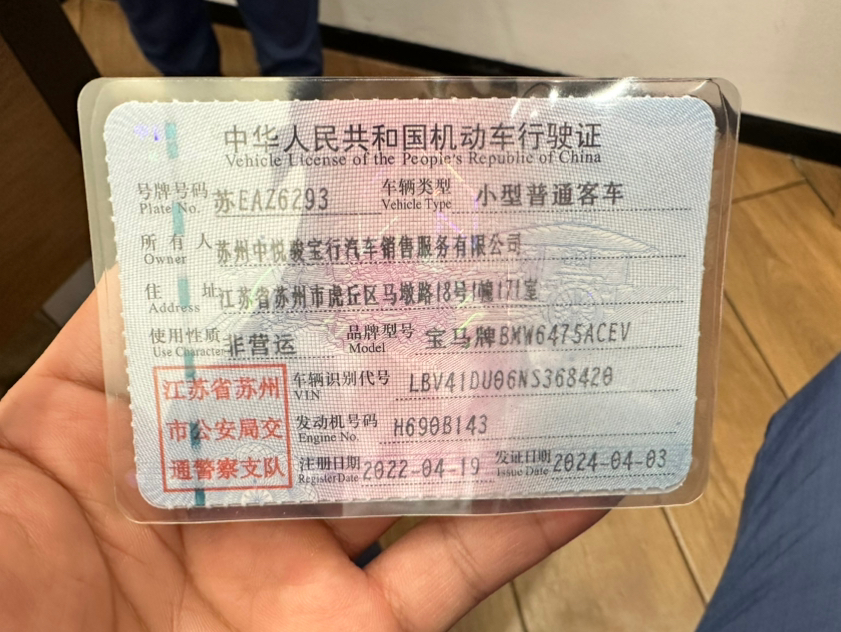 中华人民共和国机动车行驶证
Vehicle License of the People's Republic of China
号牌号码 苏EAZ6293 车辆类型 小型普通客车
Plate No. Vehicle Type
所有人 苏州中悦骏宝行汽车销售服务有限公司
Owner
住址 江苏省苏州市虎丘区马墩路18号1幢171室
Address
使用性质 非营运 品牌型号 宝马牌BMW6475ACEV
Use Character Model
江苏省苏州
市公安局交
通警察支队
车辆识别代号 LBV41DU06NS368420
VIN
发动机号码 H690B143
Engine No.
注册日期 2022-04-19 发证日期 2024-04-03
Register Date Issue Date